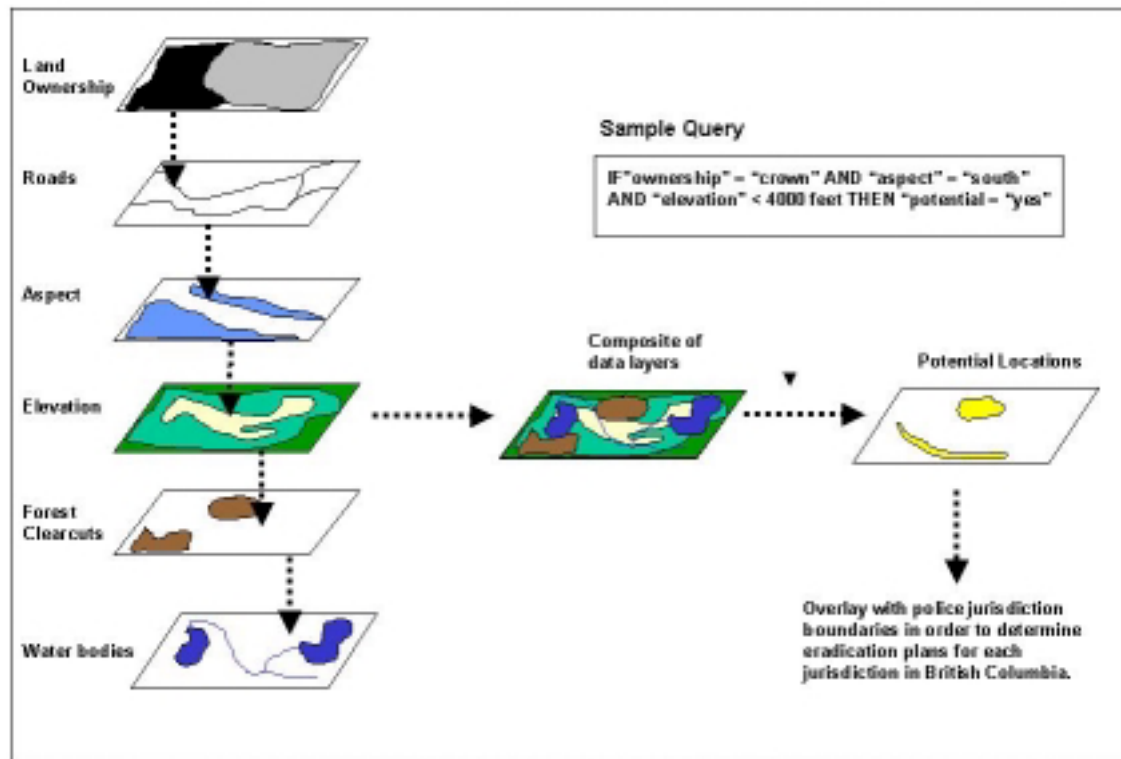 Land
Ownership
Roads
Aspect
Elevation
Forest
Clearcuts
Water bodies
Sample Query
IF"ownership" – "crown" AND "aspect" – "south"
AND "elevation" < 4000 feet THEN "potential – "yes"
Composite of
data layers
Potential Locations
Overlay with police jurisdiction
boundaries in order to determine
eradication plans for each
jurisdiction in British Columbia.